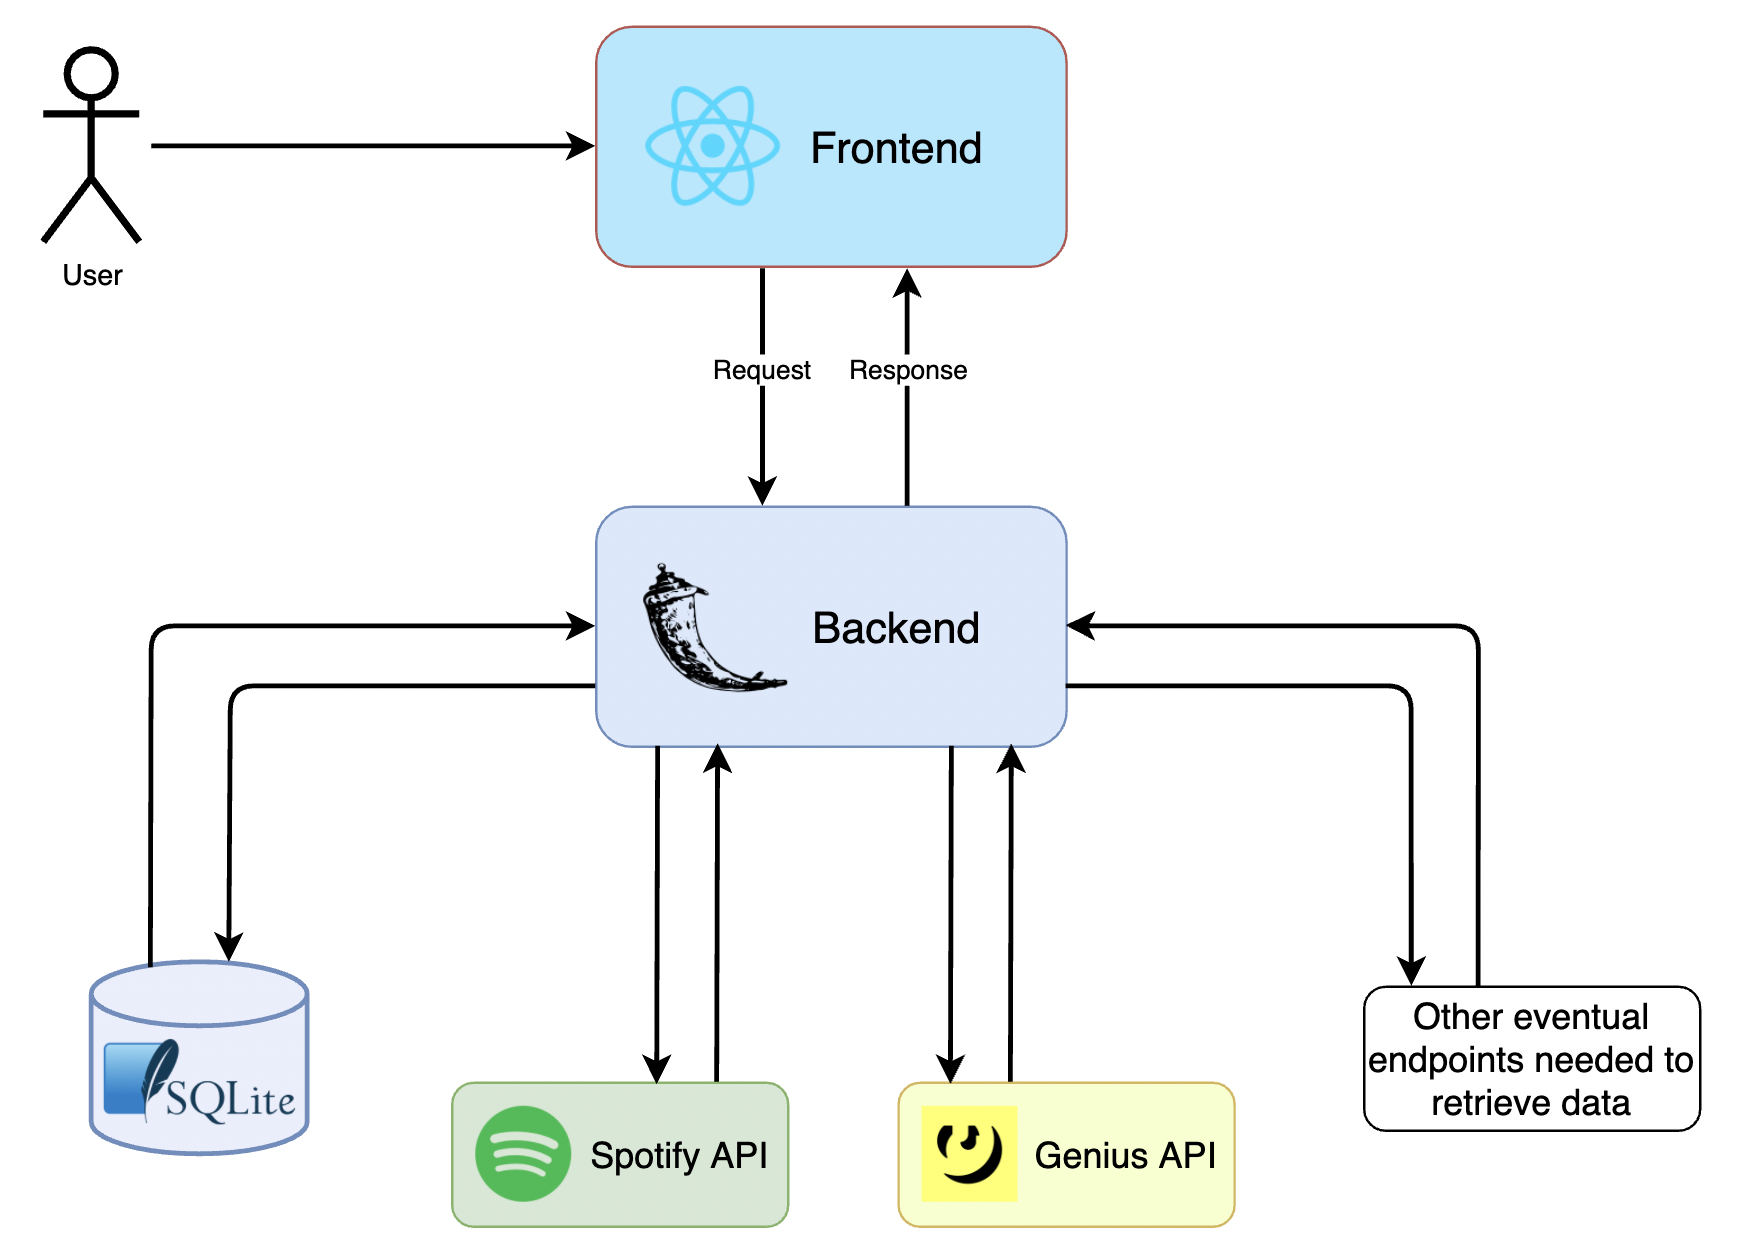 Frontend
User
Request
Response
Backend
SQLite
Spotify API
Genius API
Other eventual
endpoints needed to
retrieve data